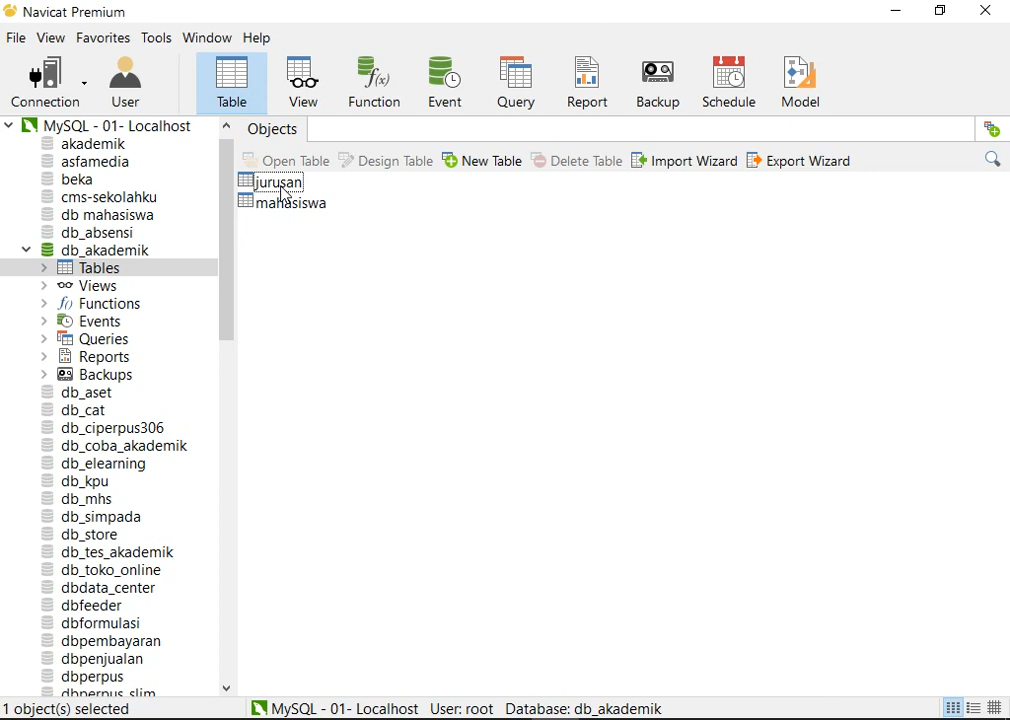 Navicat Premium
File View Favorites Tools Window Help
Connection User Table View Function Event Query Report Backup Schedule Model
MySQL - 01- Localhost
akademik
asfamedia
beka
cms-sekolahku
db mahasiswa
db_absensi
db_akademik
Tables
Views
Functions
Events
Queries
Reports
Backups
db_aset
db_cat
db_ciperpus306
db_coba_akademik
db_elearning
db_kpu
db_mhs
db_simpada
db_store
db_tes_akademik
db_toko_online
dbdata_center
dbfeeder
dbformulasi
dbpembayaran
dbpenjualan
dbperpus
dbperpus_slim
Objects
Open Table Design Table New Table Delete Table Import Wizard Export Wizard
jurusan
mahasiswa
1 object(s) selected MySQL - 01- Localhost User: root Database: db_akademik